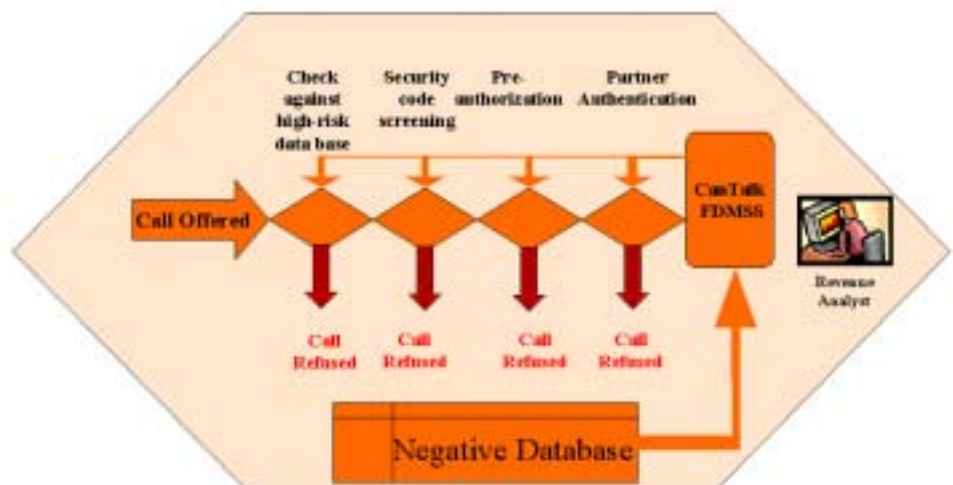 Check
against
high-risk
data base
Security
code
screening
Pre-
authorization
Partner
Authentication
CanTalk
FDMSS
Call Offered
Revenue
Analyst
Call
Refused
Call
Refused
Call
Refused
Call
Refused
Negative Database